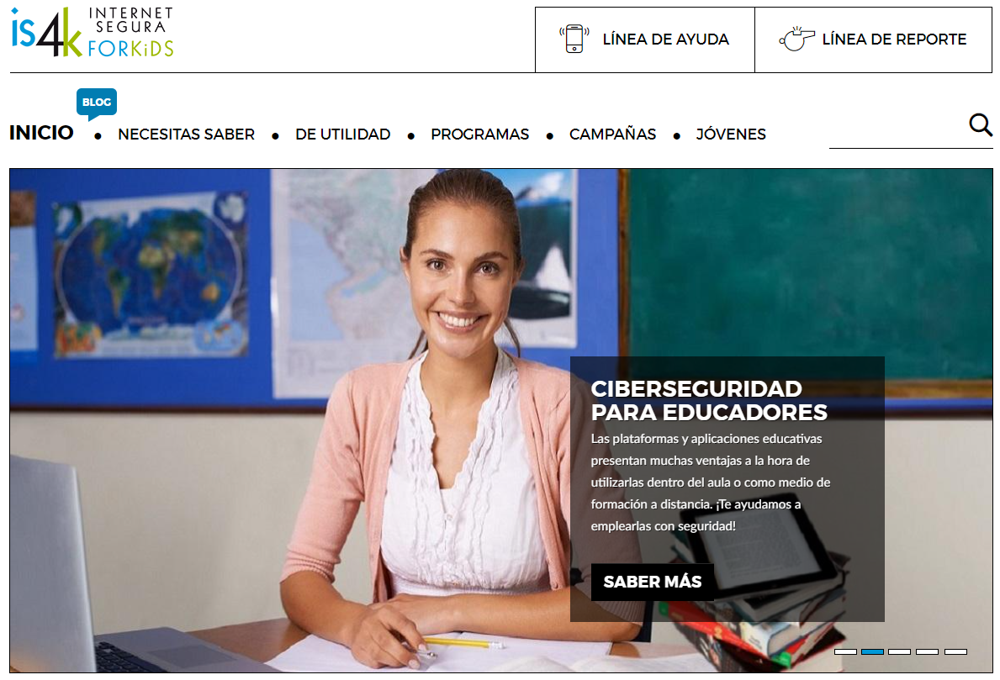 is4k INTERNET
SEGURA
FORKiDS
LÍNEA DE AYUDA
LÍNEA DE REPORTE
BLOG
INICIO • NECESITAS SABER • DE UTILIDAD • PROGRAMAS • CAMPAÑAS • JÓVENES
CIBERSEGURIDAD
PARA EDUCADORES
Las plataformas y aplicaciones educativas
presentan muchas ventajas a la hora de
utilizarlas dentro del aula o como medio de
formación a distancia. ¡Te ayudamos a
emplearlas con seguridad!
SABER MÁS